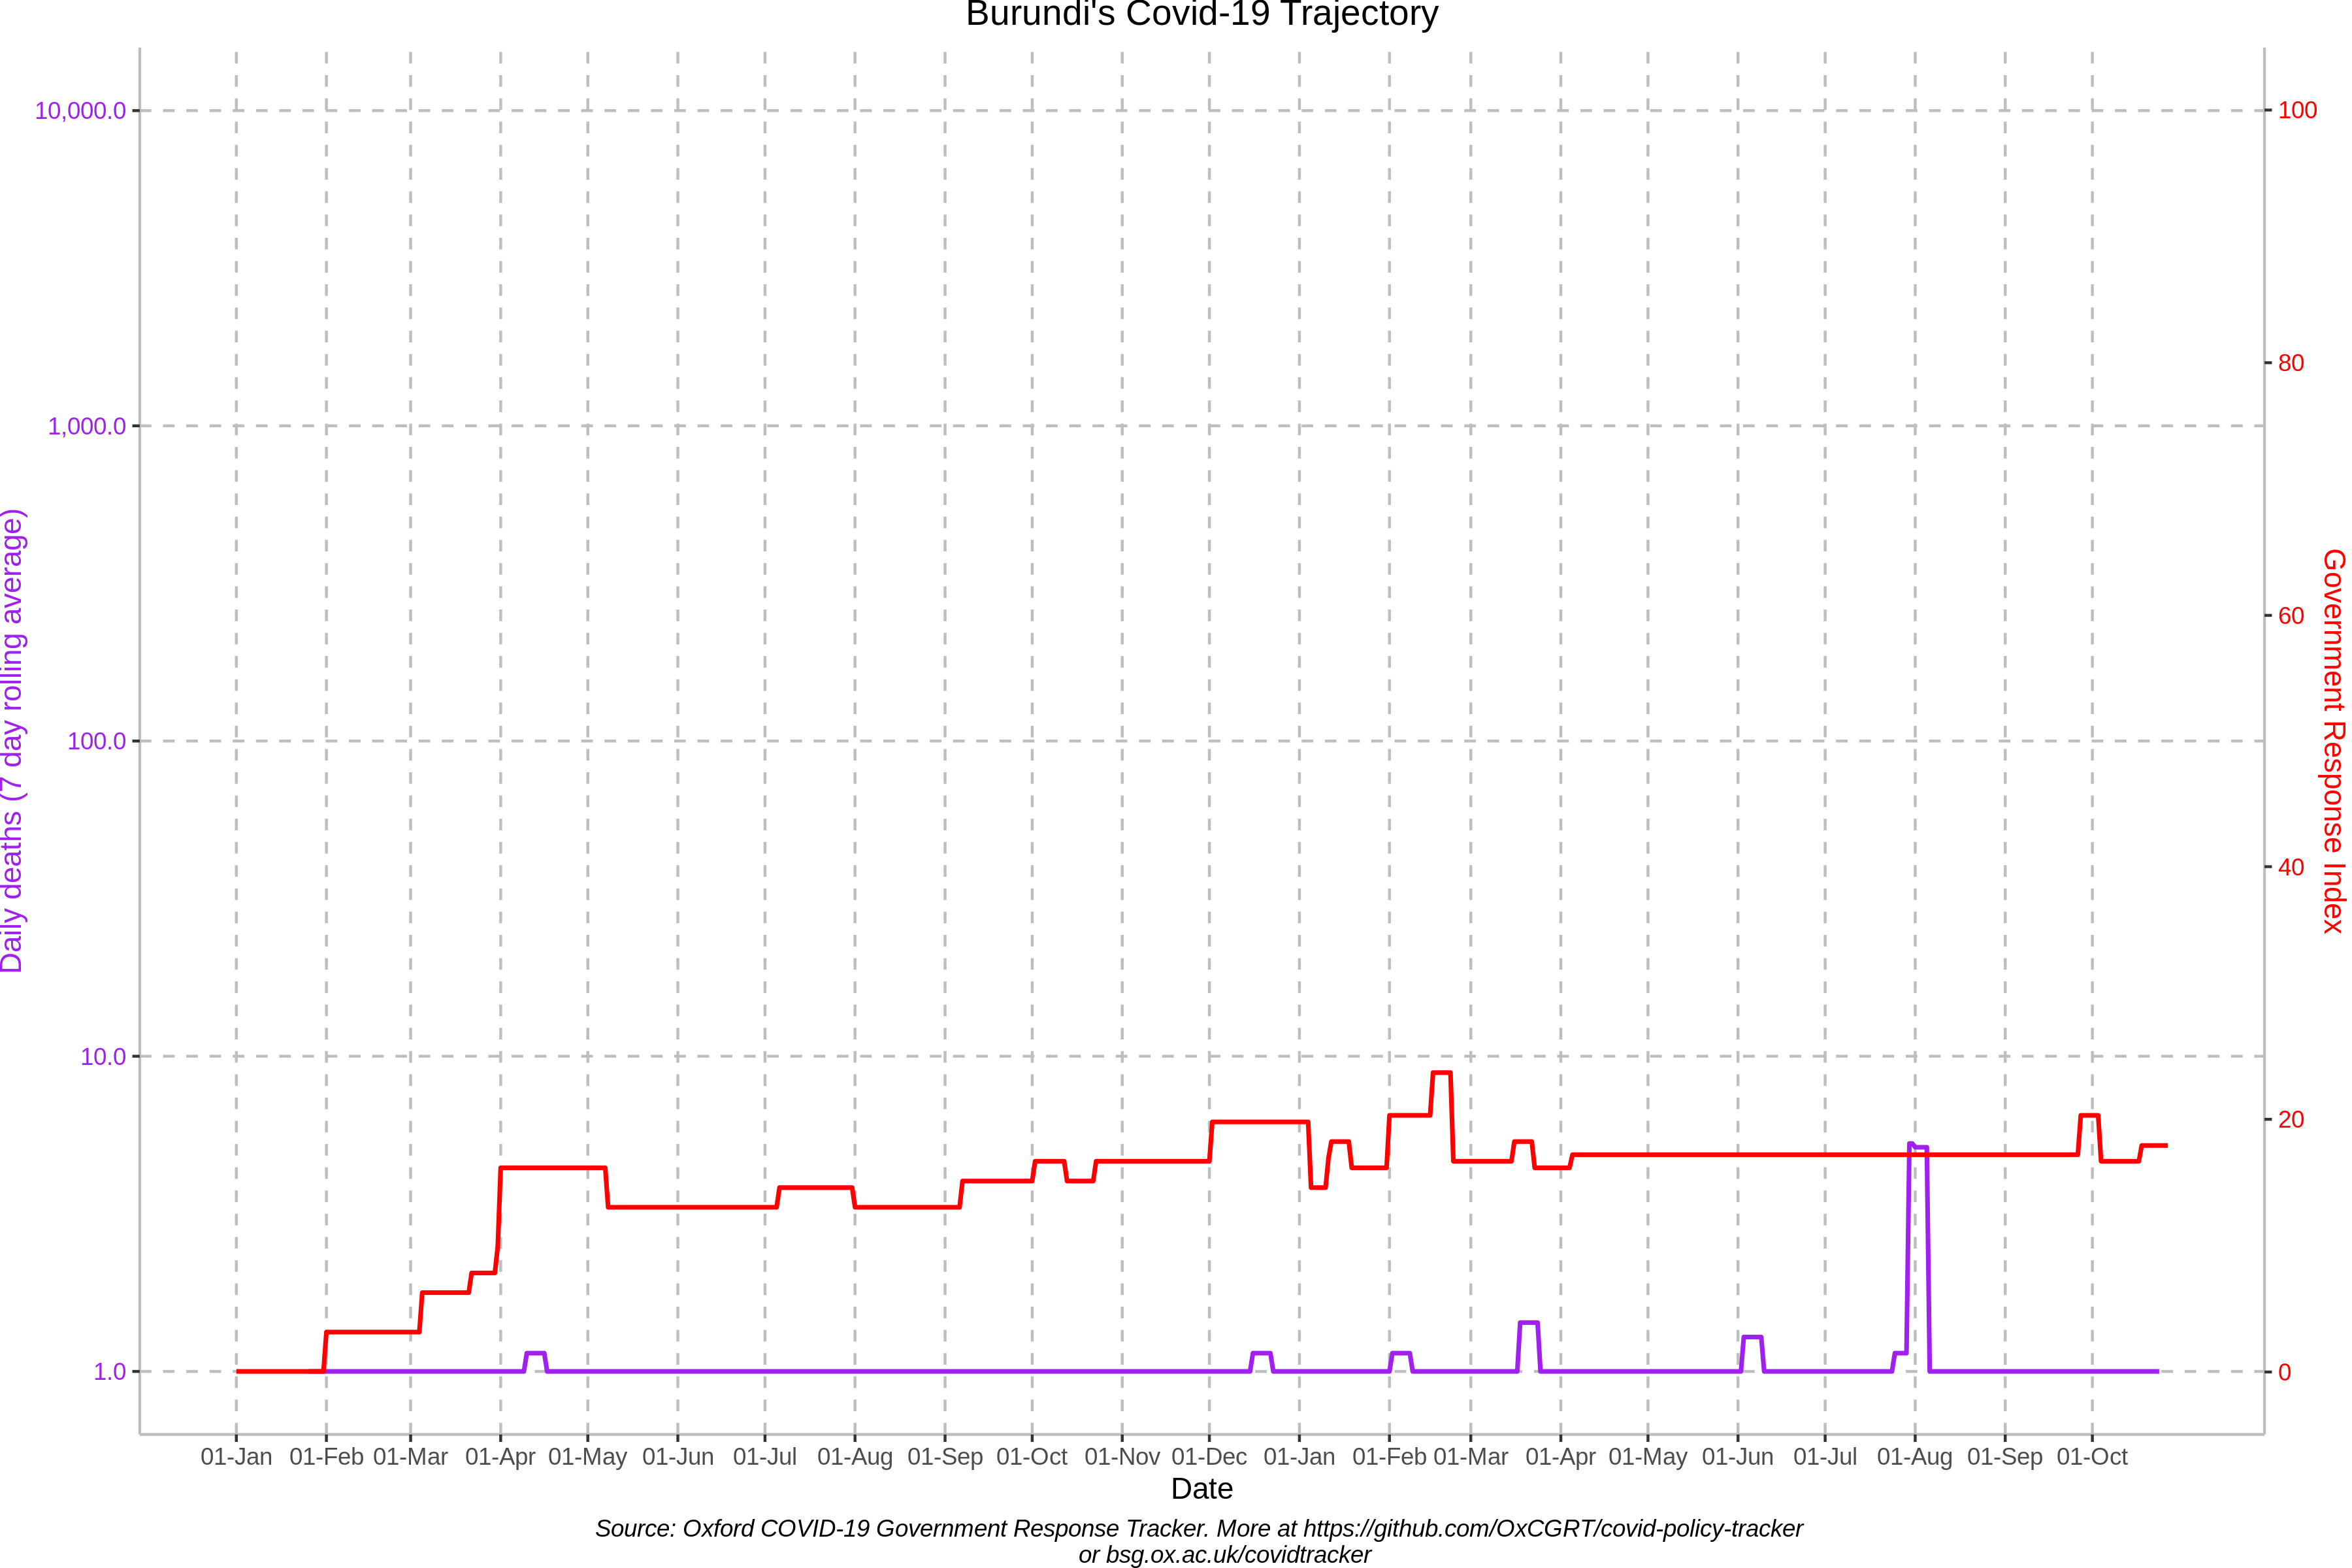 Burundi's Covid-19 Trajectory
10,000.0
1,000.0
100.0
10.0
1.0
Daily deaths (7 day rolling average)
100
80
60
40
20
0
Government Response Index
01-Jan 01-Feb 01-Mar 01-Apr 01-May 01-Jun 01-Jul 01-Aug 01-Sep 01-Oct 01-Nov 01-Dec 01-Jan 01-Feb 01-Mar 01-Apr 01-May 01-Jun 01-Jul 01-Aug 01-Sep 01-Oct
Date
Source: Oxford COVID-19 Government Response Tracker. More at https://github.com/OxCGRT/covid-policy-tracker
or bsg.ox.ac.uk/covidtracker